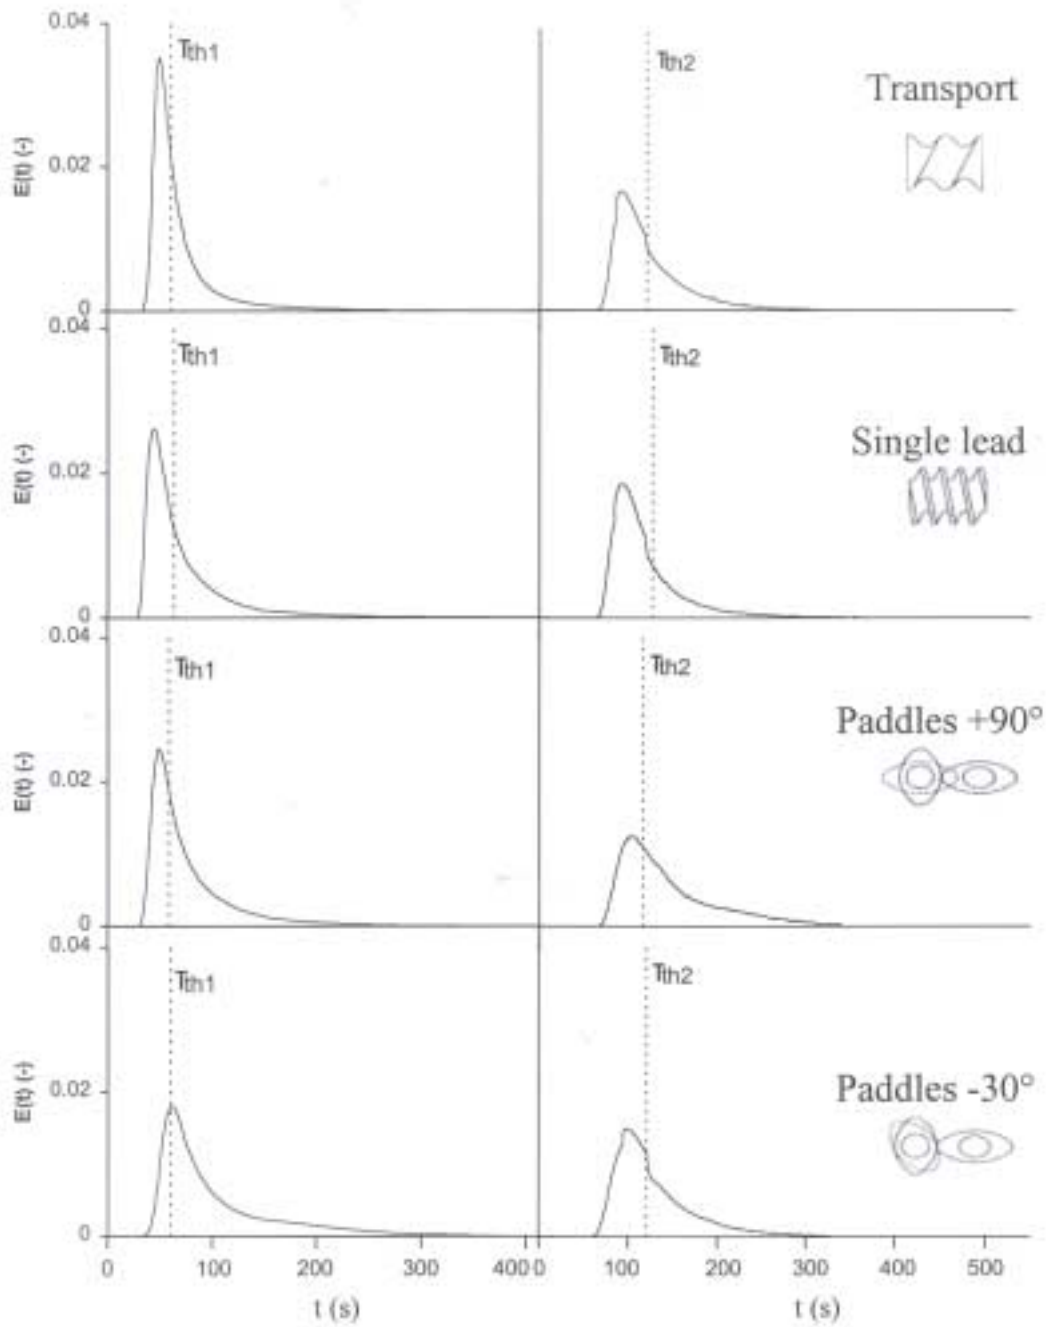 0.04
Tth1
Tth2
Transport
E(t) (-)
0.02
0
0.04
Tth1
Tth2
Single lead
E(t) (-)
0.02
0
0.04
Tth1
Tth2
Paddles +90°
E(t) (-)
0.02
0
0.04
Tth1
Tth2
Paddles -30°
E(t) (-)
0.02
0
0 100 200 300 400 0 100 200 300 400 500
t (s) t (s)